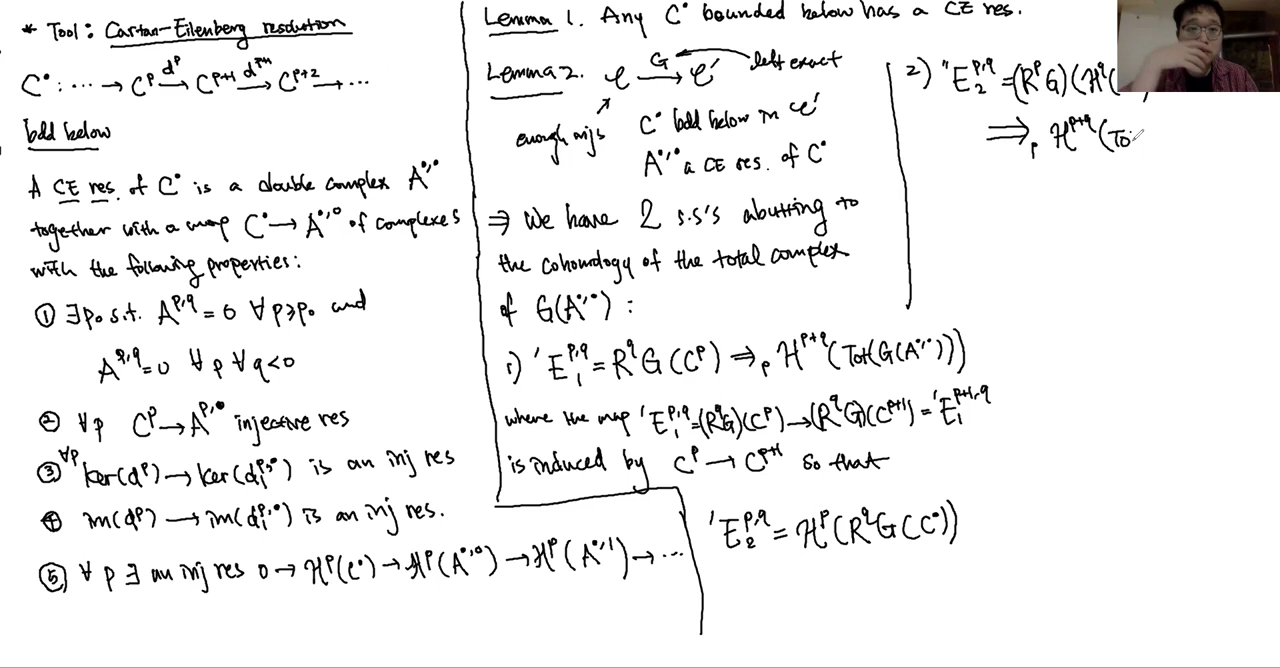 * Tool: Cartan-Eilenberg resolution
C^•: ⋯ → C^p →^{d^p} C^{p+1} →^{d^{p+1}} C^{p+2} → ⋯
bdd below
A CE res. of C^• is a double complex A^{•,•}
together with a map C^• → A^{•,0} of complexes
with the following properties:
① ∃p₀ s.t. A^{p,q} = 0 ∀p≥p₀ and
A^{p,q} = 0 ∀p ∀q<0
② ∀p C^p → A^{p,•} injective res
③ ∀p ker(d^p) → ker(d_1^{p,•}) is an inj res
④ im(d^p) → im(d_1^{p,•}) is an inj res.
⑤ ∀p ∃ an inj res 0 → H^p(C^•) → H^p(A^{•,0}) → H^p(A^{•,1}) → ⋯
Lemma 1. Any C^• bounded below has a CE res.
Lemma 2. 𝒞 →^G 𝒞' left exact
enough injs
C^• bdd below in 𝒞'
A^{•,•} a CE res. of C^•
⇒ We have 2 s.s's abutting to
the cohomology of the total complex
of G(A^{•,•}) :
1) 'E_1^{p,q} = R^qG(C^p) ⇒_p H^{p+q}(Tot(G(A^{•,•})))
where the map 'E_1^{p,q}=(R^qG)(C^p) → (R^qG)(C^{p+1}) = 'E_1^{p+1,q}
is induced by C^p → C^{p+1} so that
'E_2^{p,q} = H^p(R^qG(C^•))
2) "E_2^{p,q} = (R^pG)(H^q(
⇒_p H^{p+q}(To